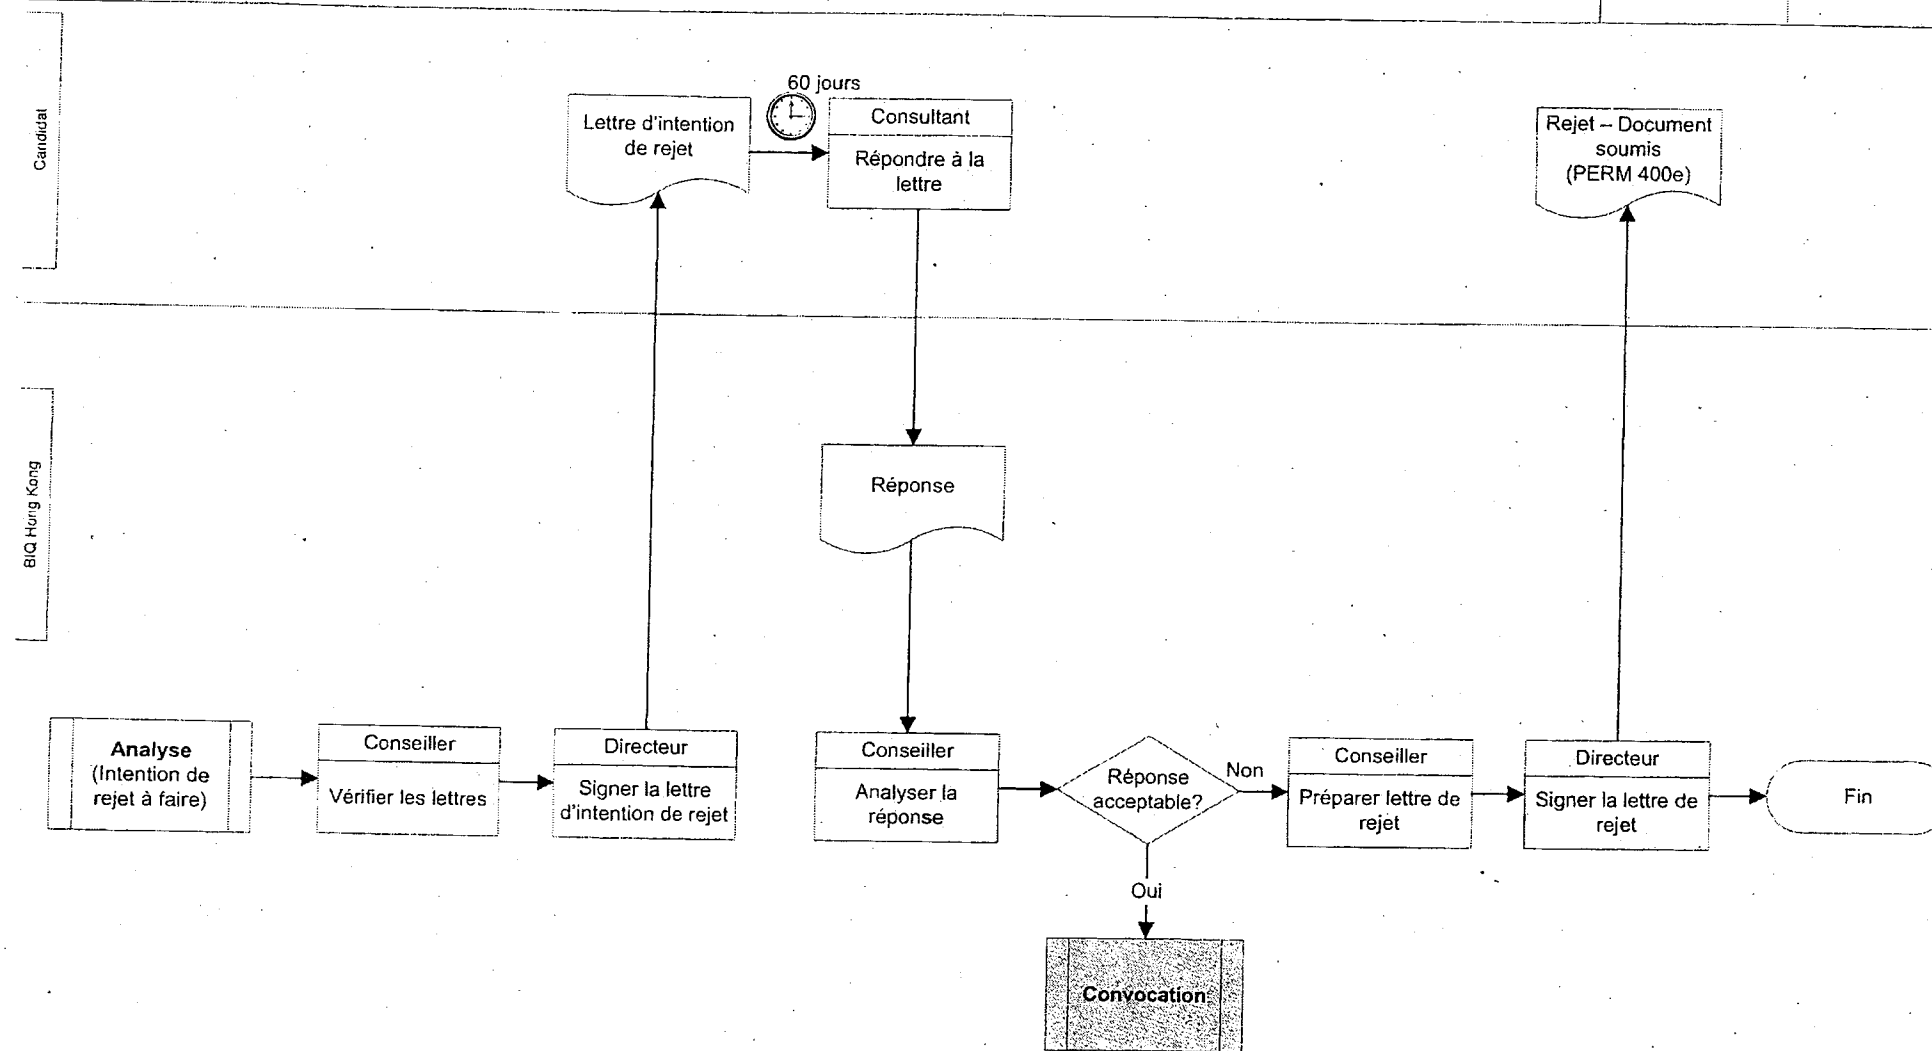 Candidat
60 jours
Lettre d'intention
de rejet
Consultant
Répondre à la
lettre
Rejet – Document
soumis
(PERM 400e)
BIQ Hong Kong
Réponse
Analyse
(Intention de
rejet à faire)
Conseiller
Vérifier les lettres
Directeur
Signer la lettre
d'intention de rejet
Conseiller
Analyser la
réponse
Réponse
acceptable?
Non
Conseiller
Préparer lettre de
rejet
Directeur
Signer la lettre de
rejet
Fin
Oui
Convocation